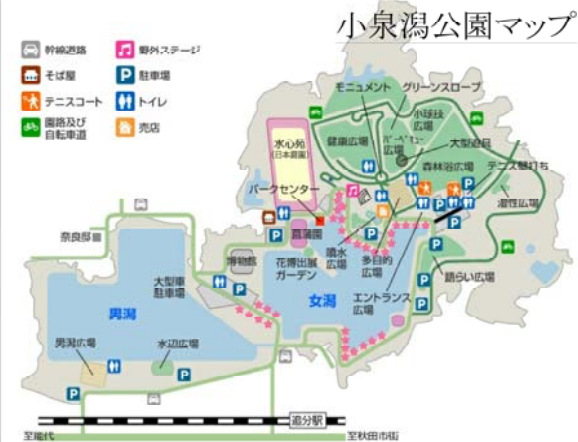 小泉潟公園マップ
幹線道路
野外ステージ
そば屋
駐車場
テニスコート
トイレ
園路及び
自転車道
売店
モニュメント
グリーンスロープ
小球技
広場
水心苑
(日本庭園)
健康広場
バーベキュー
広場
大型遊具
森林浴広場
テニス壁打ち
湿性広場
パークセンター
菖蒲園
噴水
広場
多目的
広場
エントランス
広場
語らい広場
奈良邸
博物館
花博出展
ガーデン
大型車
駐車場
男潟
女潟
男潟広場
水辺広場
追分駅
至能代
至秋田市街